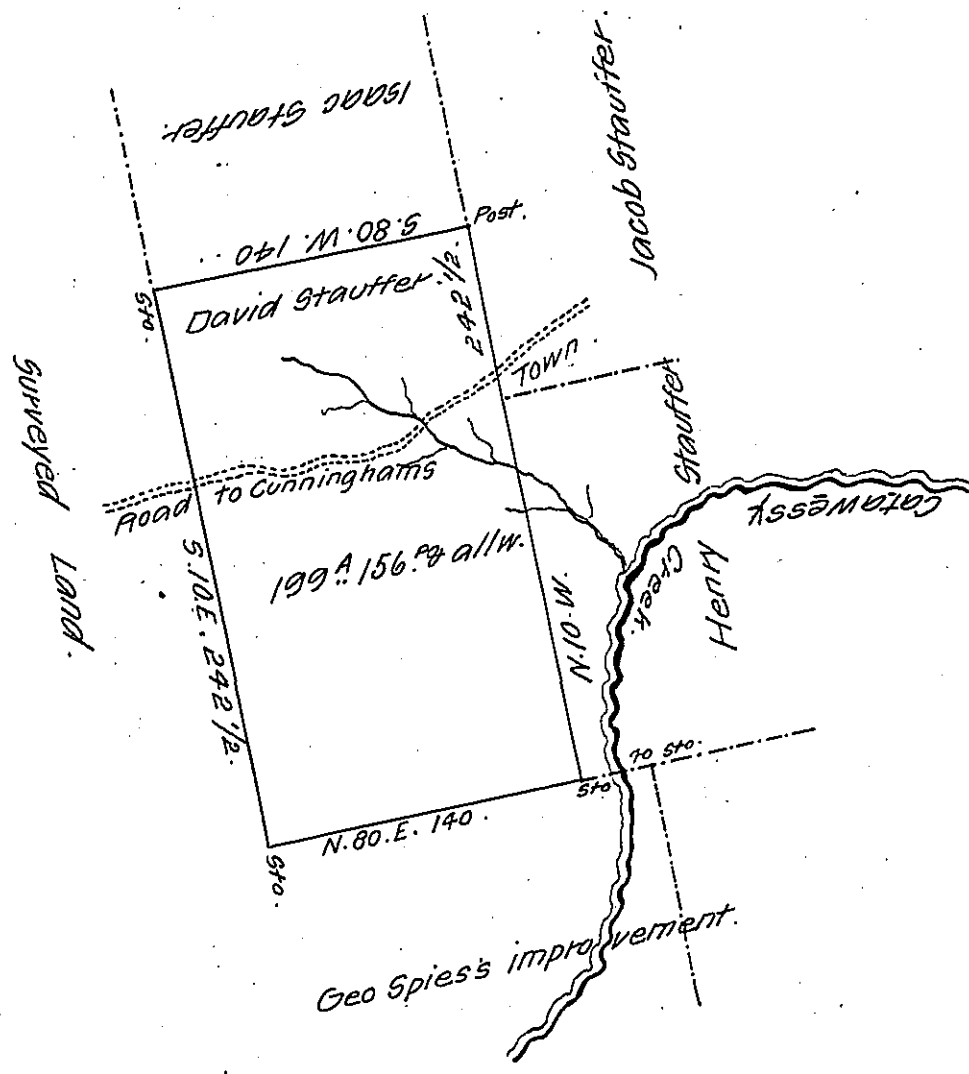 Isaac Stauffer.
Jacob Stauffer.
S. 80. W. 140 . .
Post.
Sto.
David Stauffer.
242 1/2.
Road to Cunninghams Town.
Surveyed Land.
S. 10. E. 242 1/2.
199 A.. 156 Ps allw.
N. 10. W.
Henry Stauffer
Catawessy Creek.
N. 80. E. 140.
Sto
to Sto.
Sto.
Geo Spies's improvement.